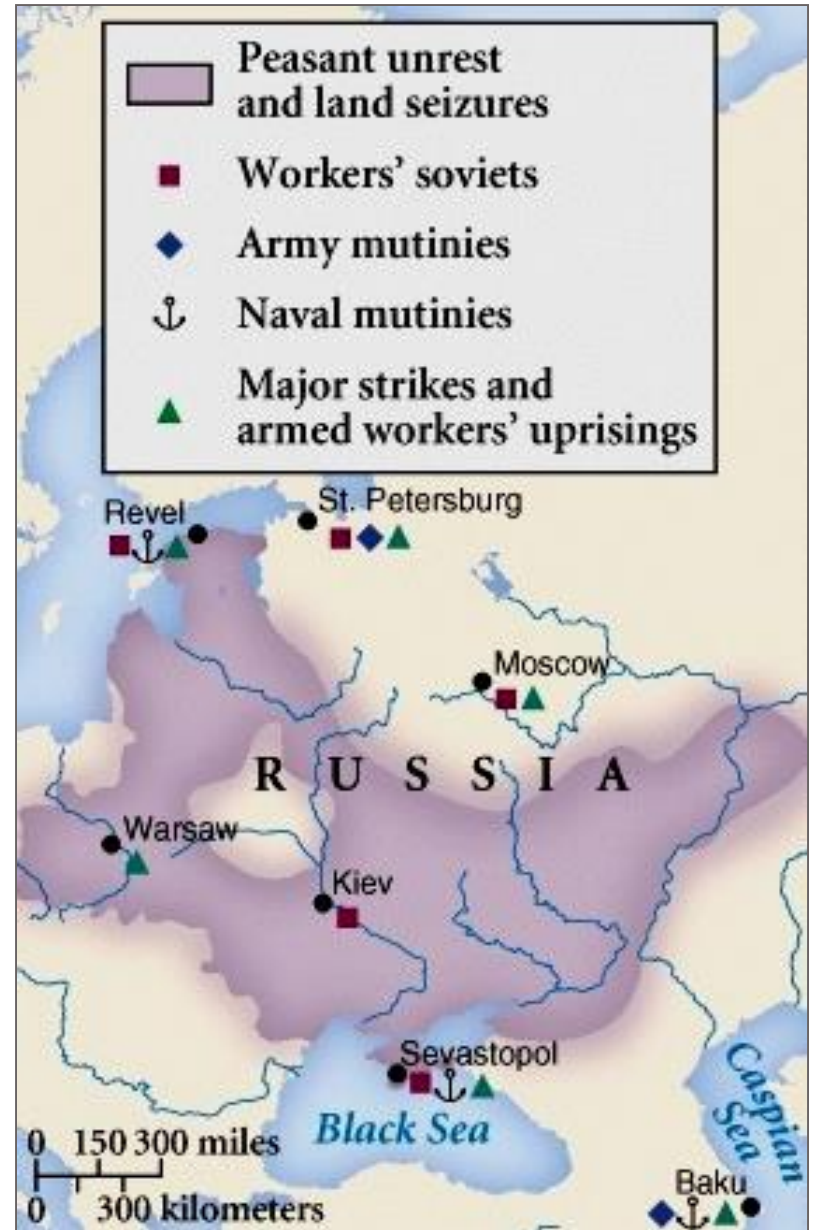 Peasant unrest
and land seizures
Workers' soviets
Army mutinies
Naval mutinies
Major strikes and
armed workers' uprisings
Revel
St. Petersburg
Moscow
RUSSIA
Warsaw
Kiev
Sevastopol
Black Sea
Caspian
Sea
Baku
0 150 300 miles
0 300 kilometers